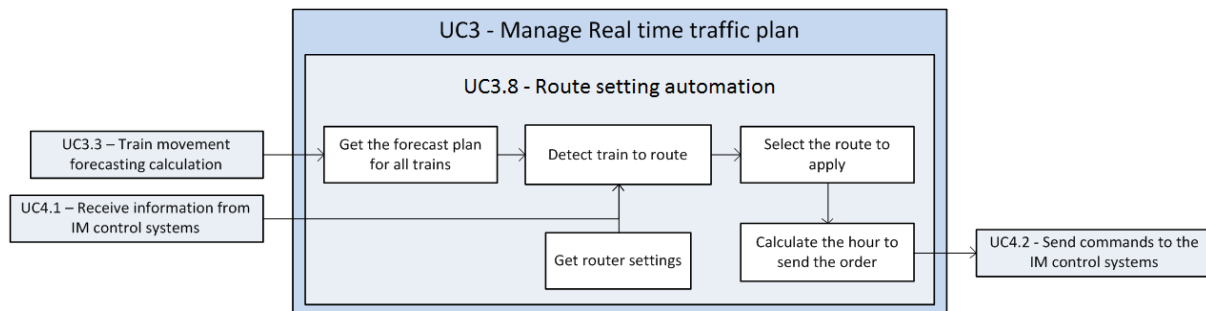 UC3 - Manage Real time traffic plan
UC3.8 - Route setting automation
UC3.3 – Train movement
forecasting calculation
Get the forecast plan
for all trains
Detect train to route
Select the route to
apply
UC4.1 – Receive information from
IM control systems
Get router settings
Calculate the hour to
send the order
UC4.2 - Send commands to the
IM control systems